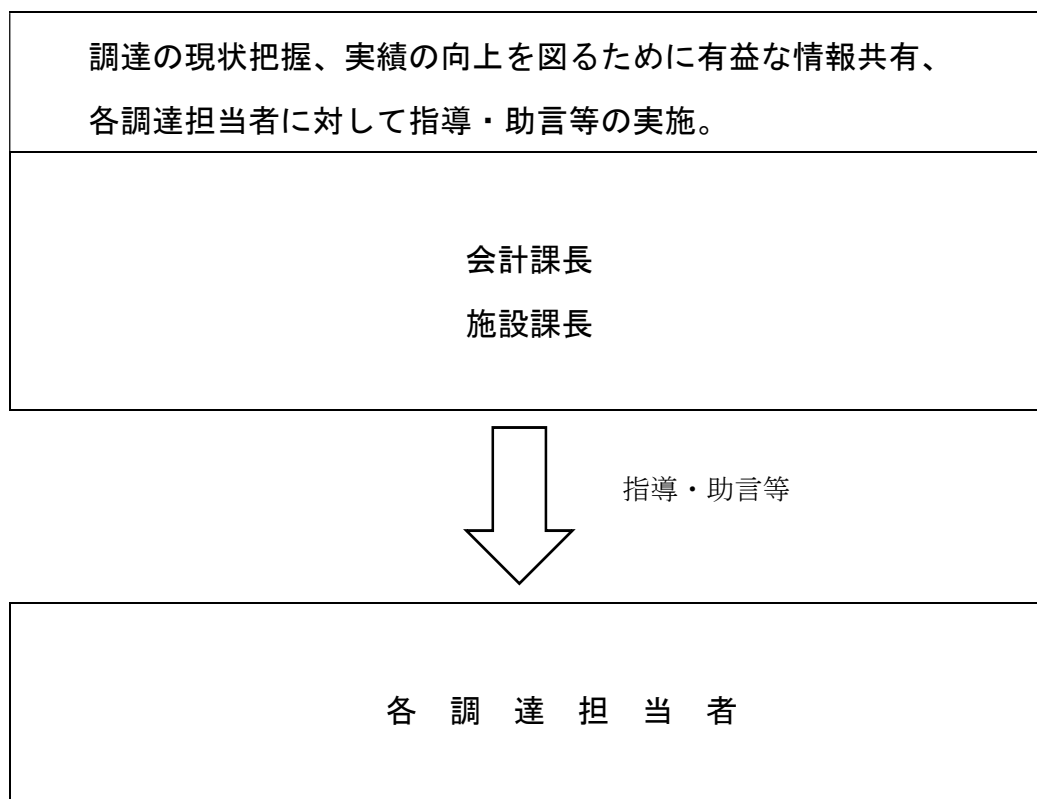 調達の現状把握、実績の向上を図るために有益な情報共有、
各調達担当者に対して指導・助言等の実施。
会計課長
施設課長
指導・助言等
各　調　達　担　当　者